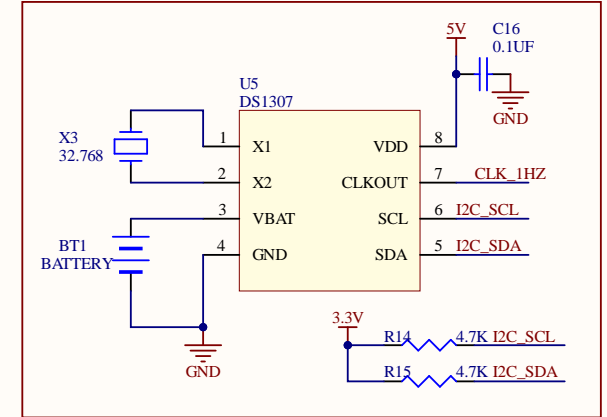 5V
C16
0.1UF
GND
U5
DS1307
X3
32.768
1 X1
2 X2
3 VBAT
4 GND
VDD 8
CLKOUT 7 CLK_1HZ
SCL 6 I2C_SCL
SDA 5 I2C_SDA
BT1
BATTERY
GND
3.3V
R14 4.7K I2C_SCL
R15 4.7K I2C_SDA